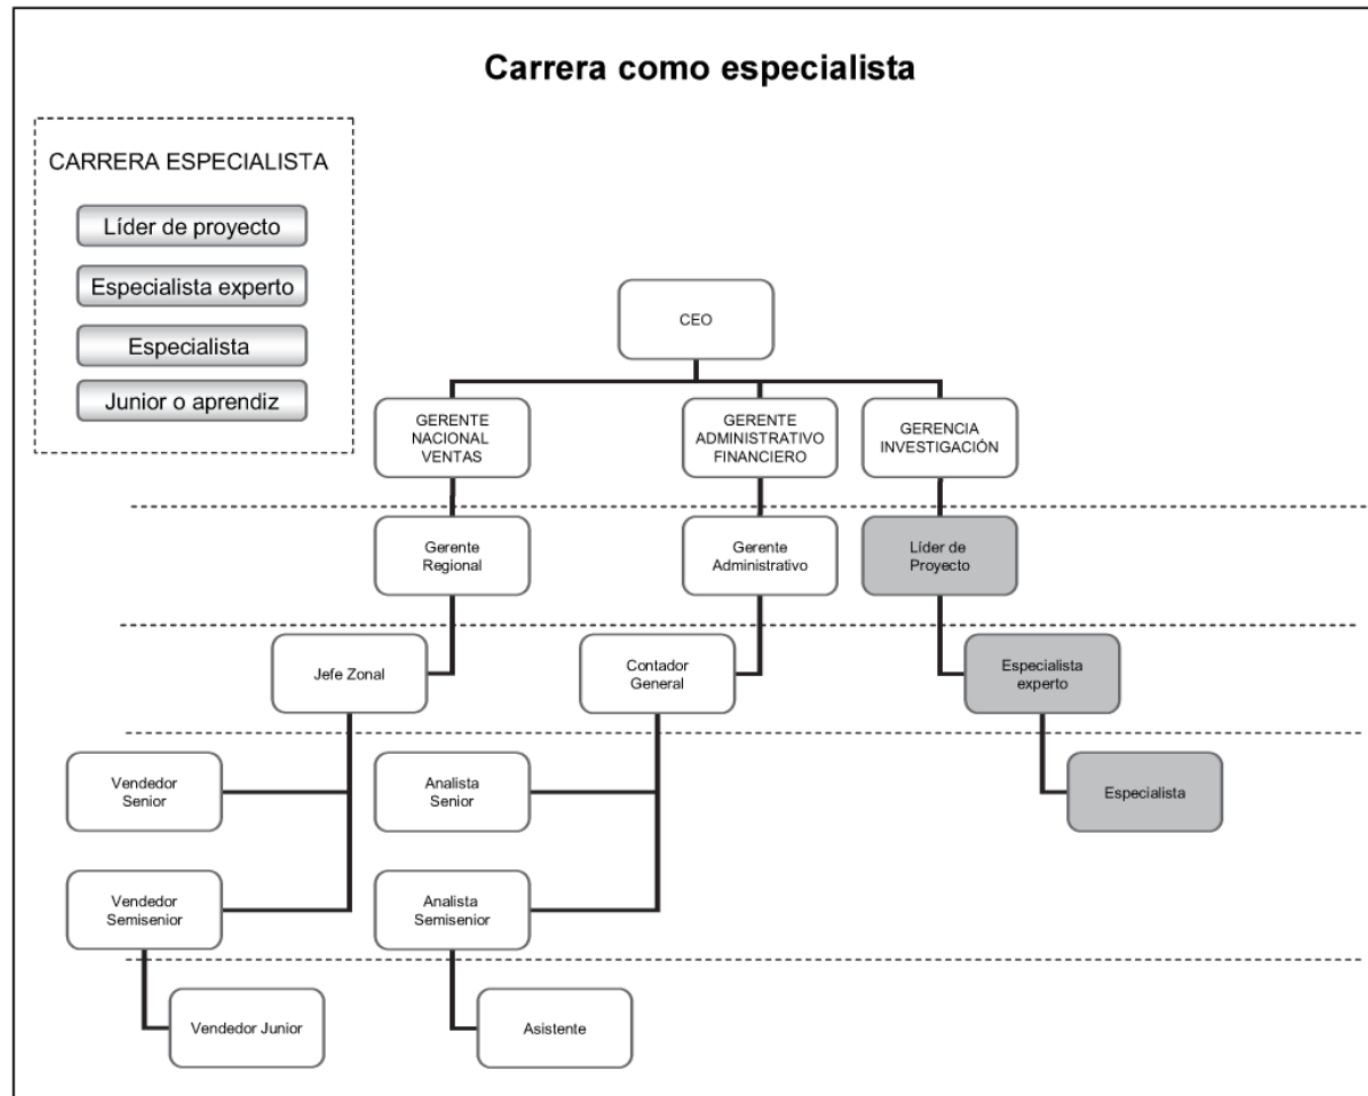 Carrera como especialista
CARRERA ESPECIALISTA
Líder de proyecto
Especialista experto
Especialista
Junior o aprendiz
CEO
GERENTE
NACIONAL
VENTAS
GERENTE
ADMINISTRATIVO
FINANCIERO
GERENCIA
INVESTIGACIÓN
Gerente
Regional
Gerente
Administrativo
Líder de
Proyecto
Jefe Zonal
Contador
General
Especialista
experto
Vendedor
Senior
Analista
Senior
Especialista
Vendedor
Semisenior
Analista
Semisenior
Vendedor Junior
Asistente